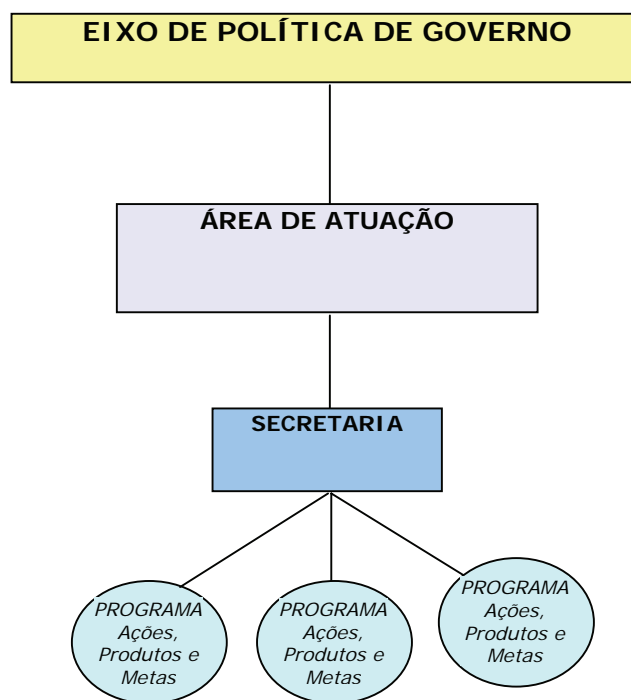 EIXO DE POLÍTICA DE GOVERNO
ÁREA DE ATUAÇÃO
SECRETARIA
PROGRAMA
Ações,
Produtos e
Metas
PROGRAMA
Ações,
Produtos e
Metas
PROGRAMA
Ações,
Produtos e
Metas